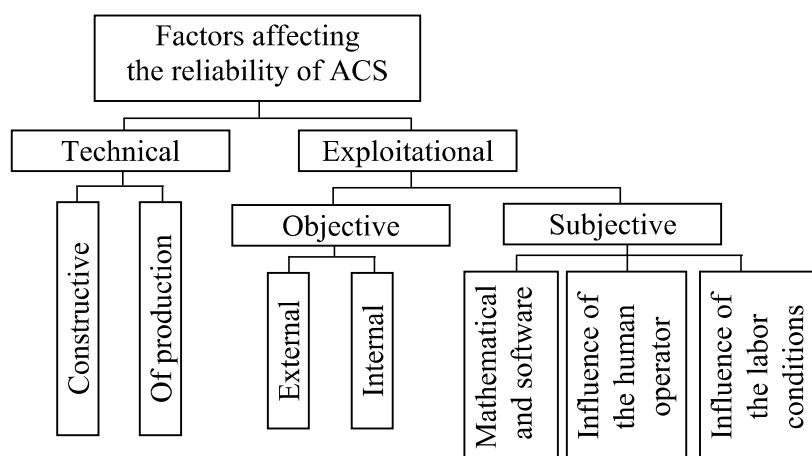 Factors affecting
the reliability of ACS
Technical
Exploitational
Objective
Subjective
Constructive
Of production
External
Internal
Mathematical
and software
Influence of
the human
operator
Influence of
the labor
conditions